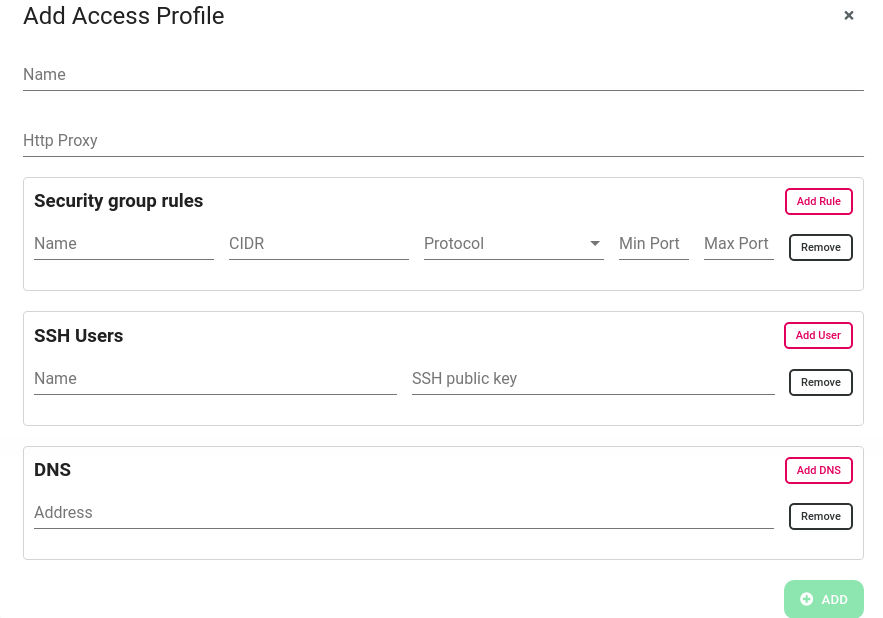 Add Access Profile ×
Name
Http Proxy
Security group rules Add Rule
Name CIDR Protocol Min Port Max Port Remove
SSH Users Add User
Name SSH public key Remove
DNS Add DNS
Address Remove
ADD